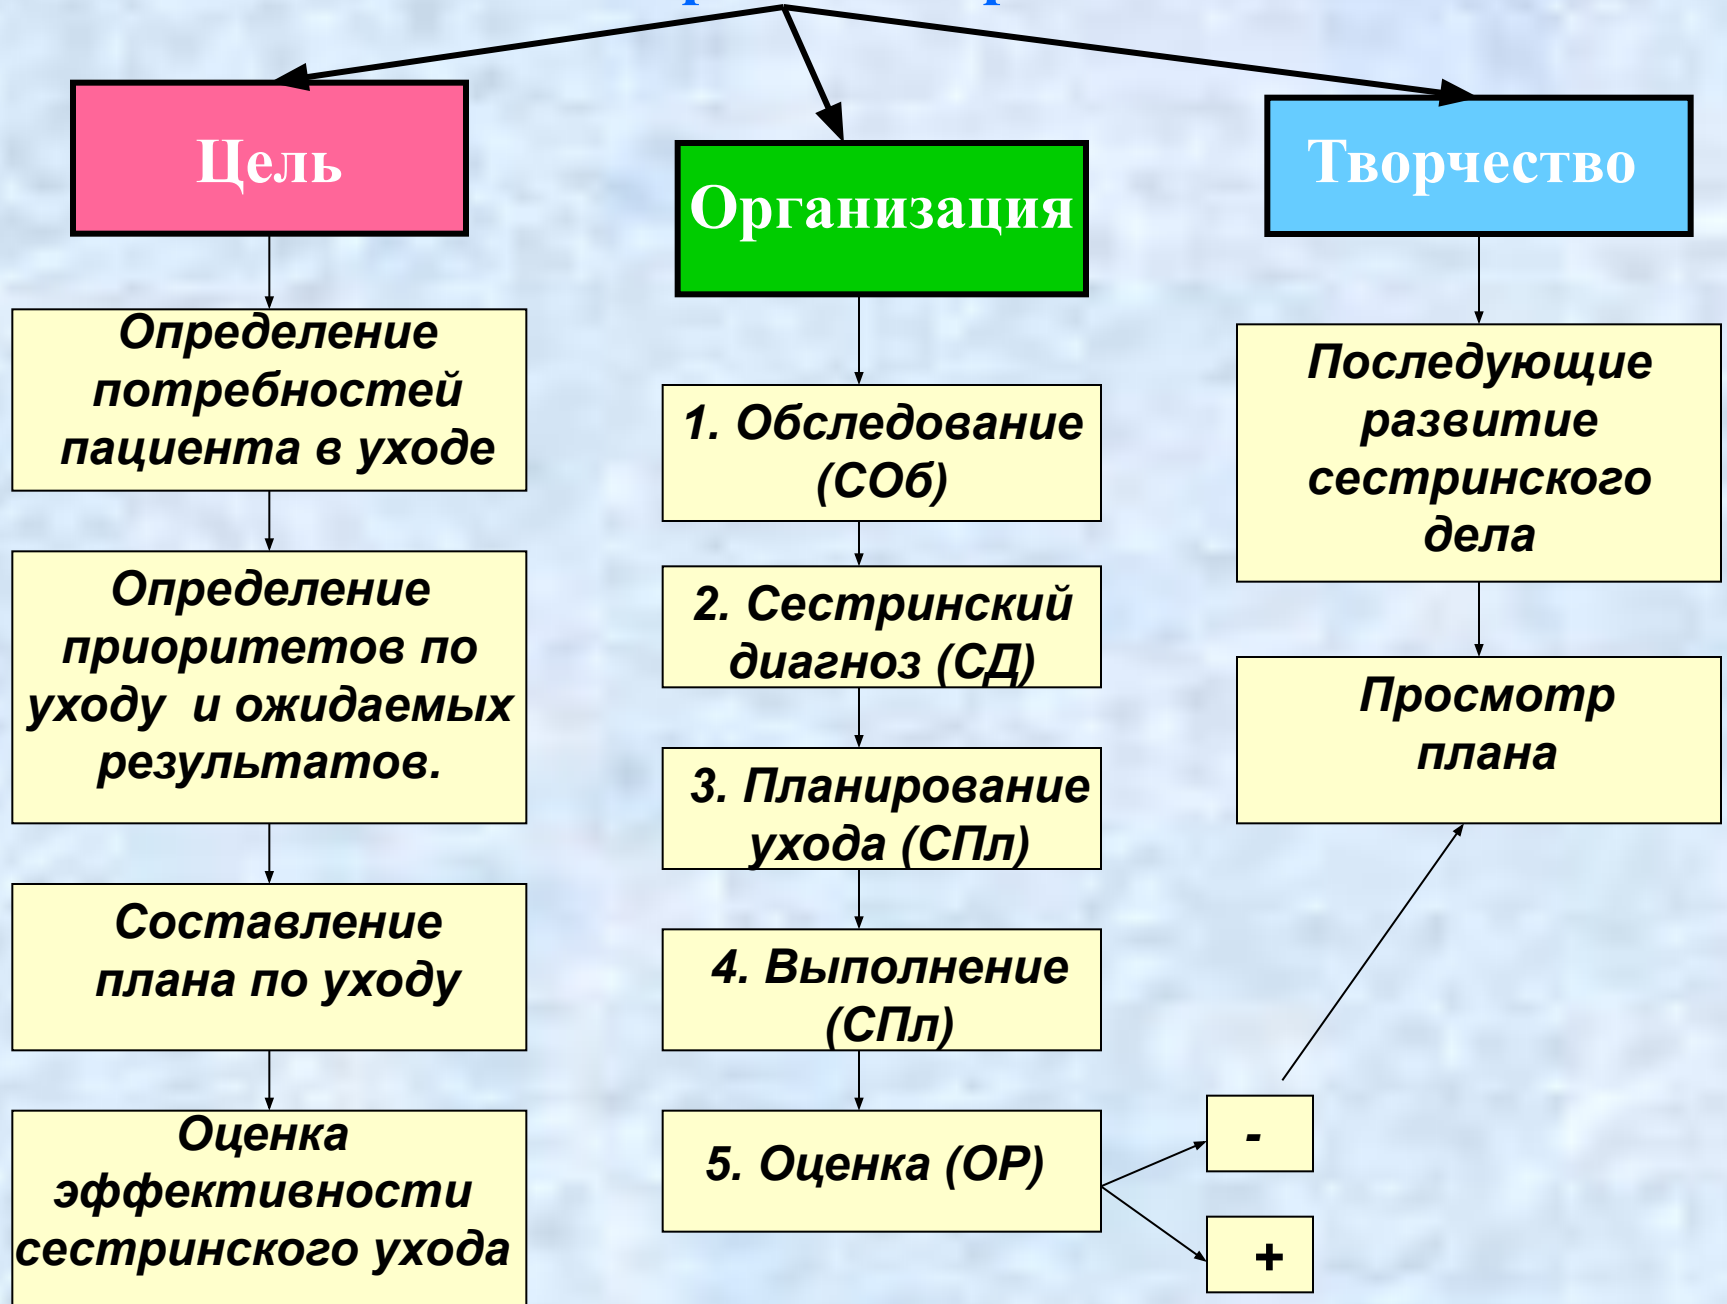 Цель
Определение
потребностей
пациента в уходе
Определение
приоритетов по
уходу и ожидаемых
результатов.
Составление
плана по уходу
Оценка
эффективности
сестринского ухода
Организация
1. Обследование
(СОб)
2. Сестринский
диагноз (СД)
3. Планирование
ухода (СПл)
4. Выполнение
(СПл)
5. Оценка (ОР)
-
+
Творчество
Последующие
развитие
сестринского
дела
Просмотр
плана